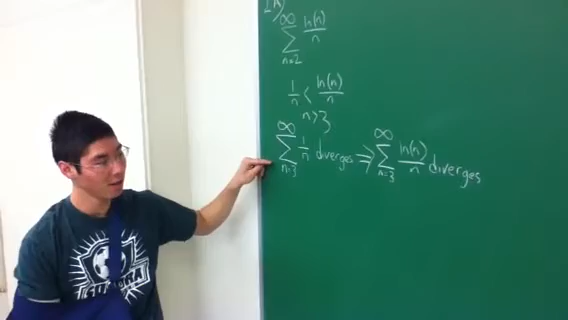 ∞
∑ ln(n)/n
n=2
1/n < ln(n)/n
n>3
∞ ∞
∑ 1/n diverges ⇒ ∑ ln(n)/n diverges
n=3 n=3